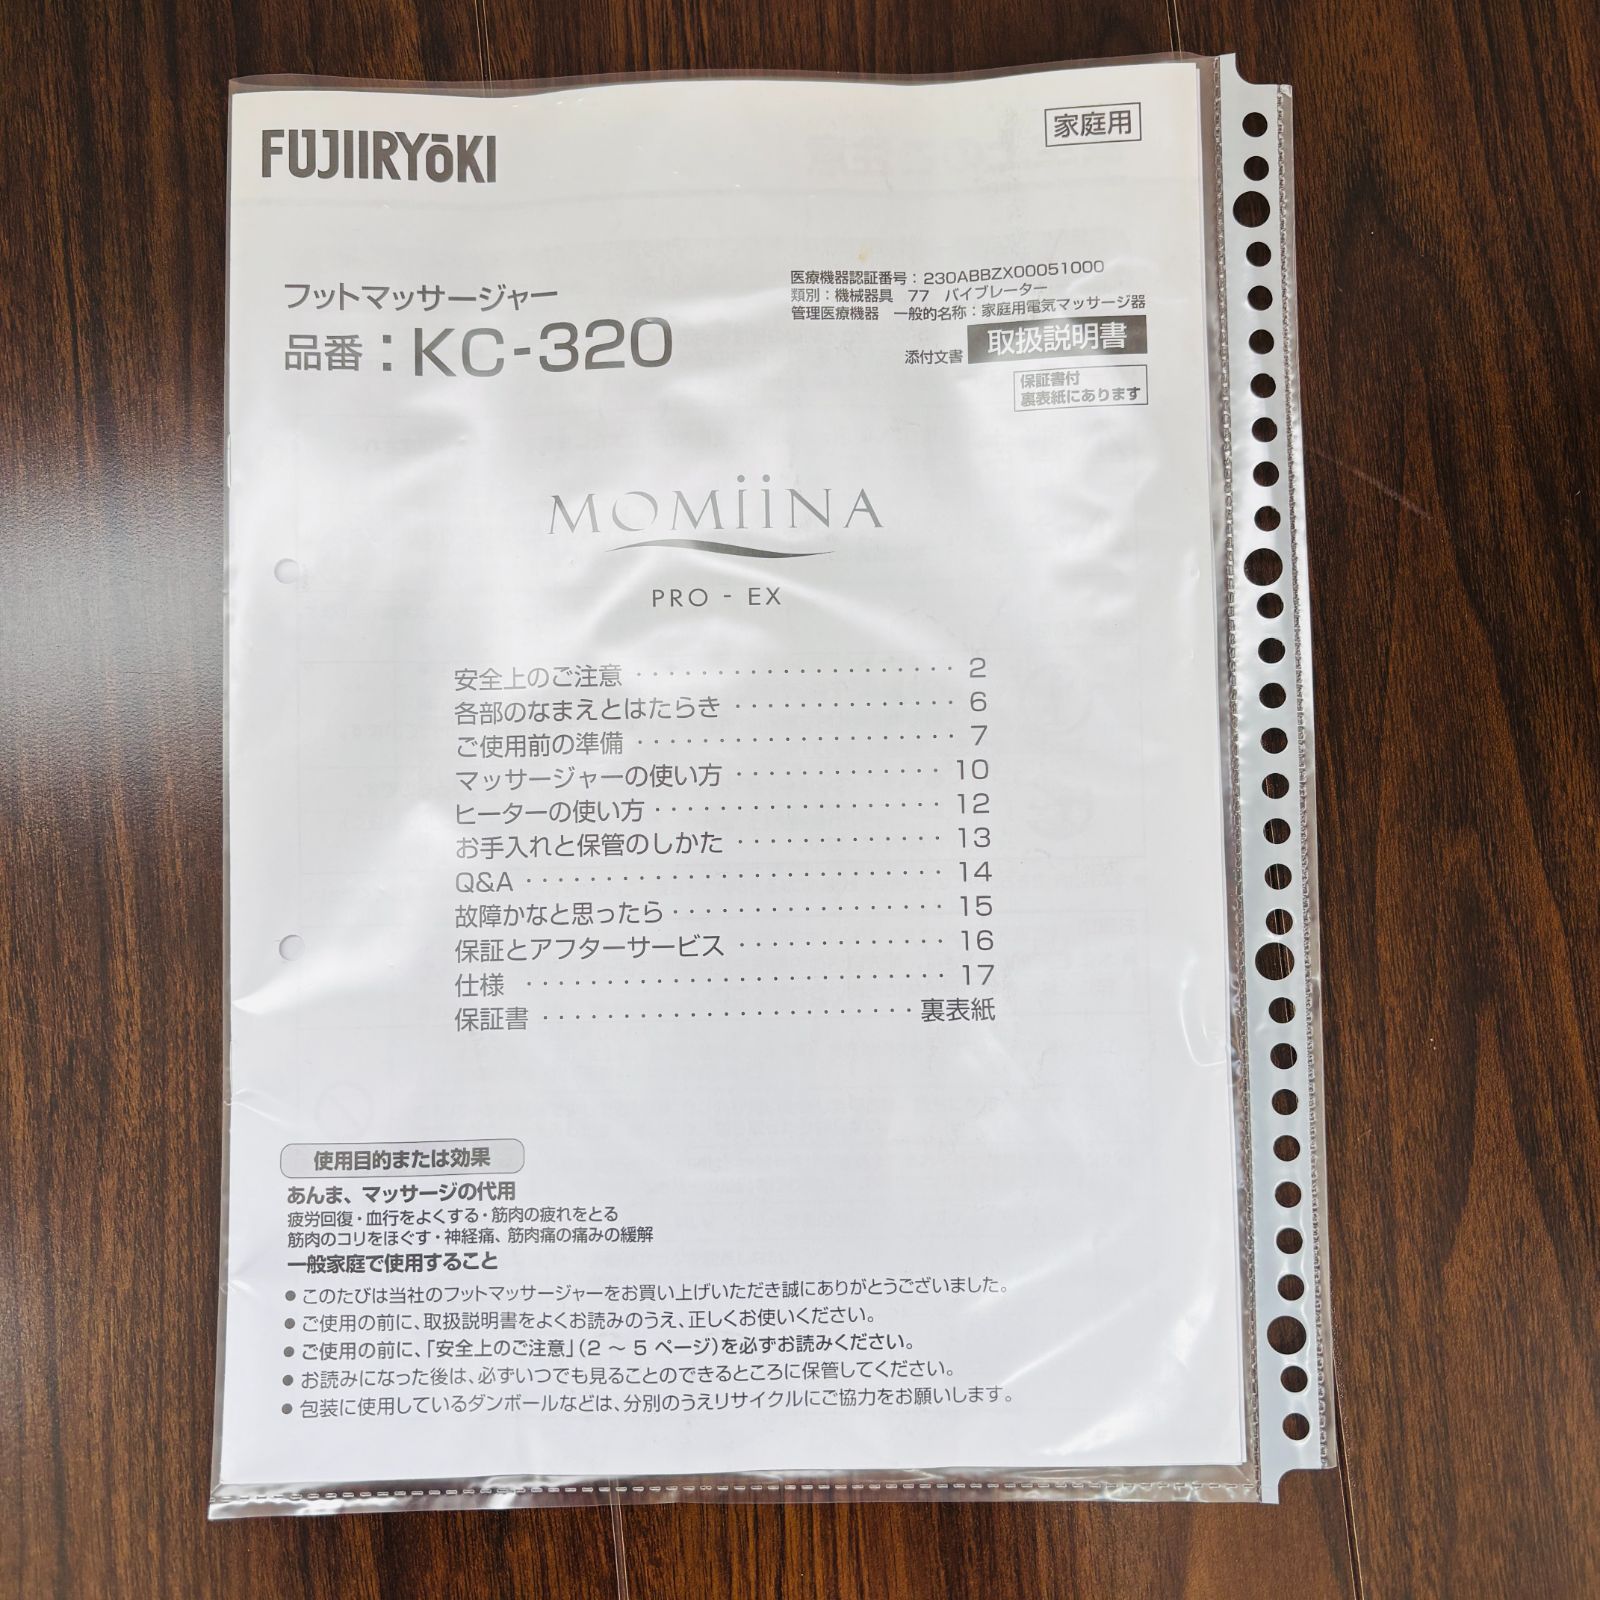 FUJIIRYōKI
家庭用
フットマッサージャー
品番：KC-320
医療機器認証番号：230ABBZX00051000
類別：機械器具 77 バイブレーター
管理医療機器 一般的名称：家庭用電気マッサージ器
添付文書 取扱説明書
保証書付
裏表紙にあります
MOMiiNA
PRO - EX
安全上のご注意 ···················· 2
各部のなまえとはたらき ·············· 6
ご使用前の準備 ···················· 7
マッサージャーの使い方 ············· 10
ヒーターの使い方 ·················· 12
お手入れと保管のしかた ············· 13
Q&A ·························· 14
故障かなと思ったら ················· 15
保証とアフターサービス ············· 16
仕様 ·························· 17
保証書 ······················· 裏表紙
使用目的または効果
あんま、マッサージの代用
疲労回復・血行をよくする・筋肉の疲れをとる
筋肉のコリをほぐす・神経痛、筋肉痛の痛みの緩解
一般家庭で使用すること
● このたびは当社のフットマッサージャーをお買い上げいただき誠にありがとうございました。
● ご使用の前に、取扱説明書をよくお読みのうえ、正しくお使いください。
● ご使用の前に、「安全上のご注意」（2 ～ 5 ページ）を必ずお読みください。
● お読みになった後は、必ずいつでも見ることのできるところに保管してください。
● 包装に使用しているダンボールなどは、分別のうえリサイクルにご協力をお願いします。